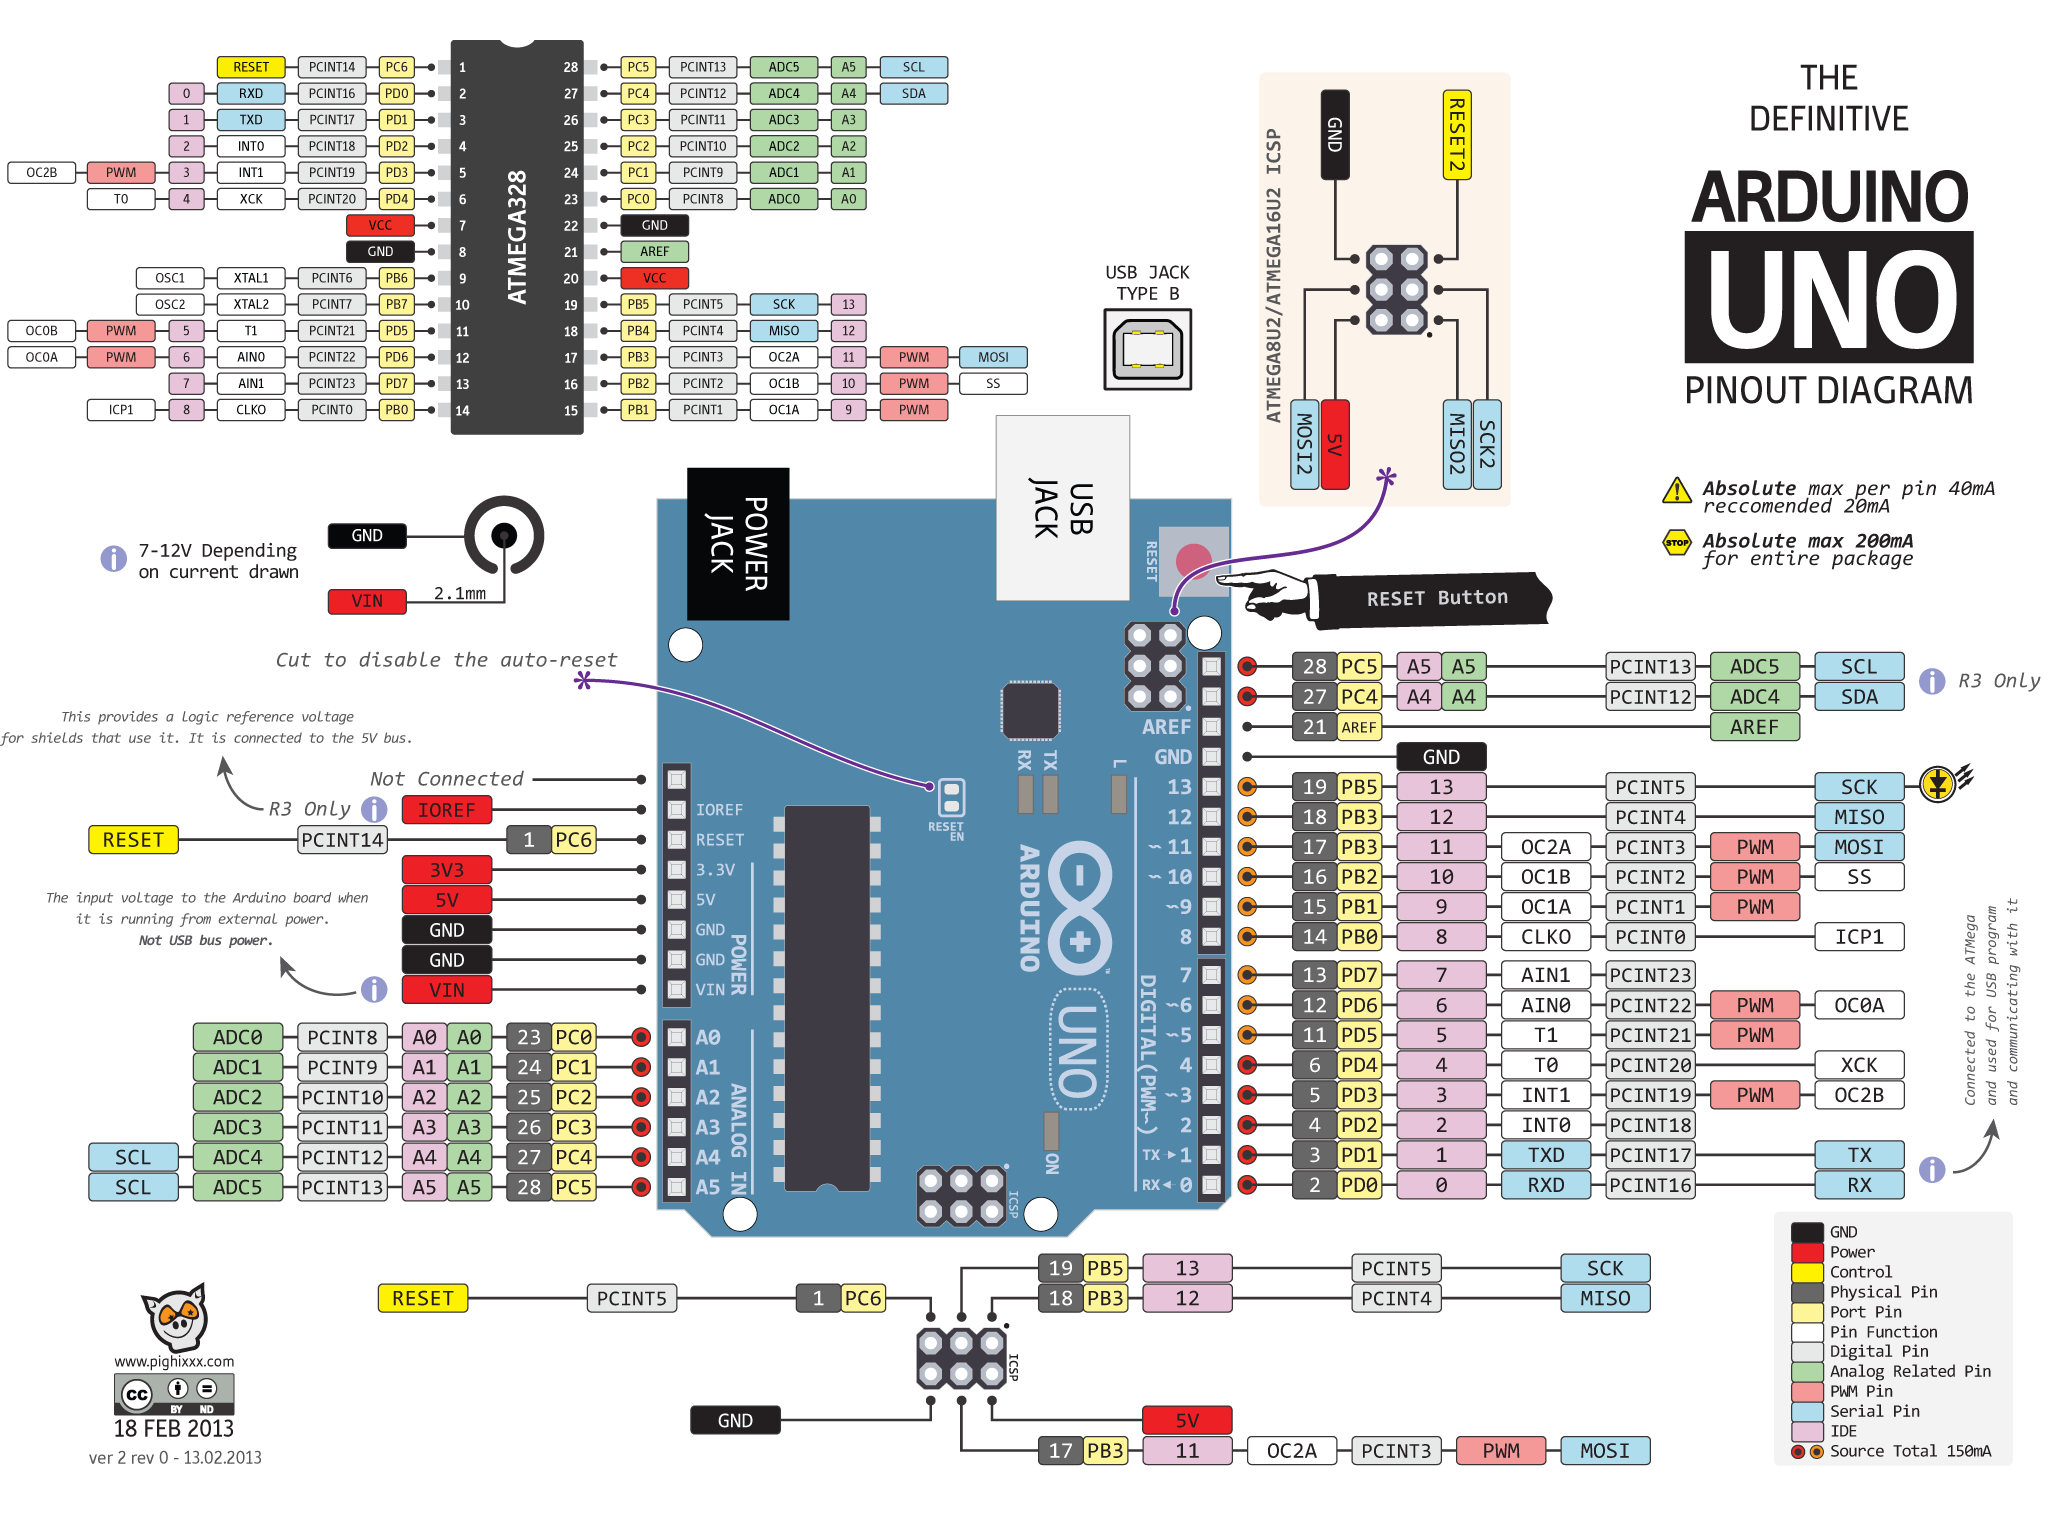 RESET PCINT14 PC6 1 28 PC5 PCINT13 ADC5 A5 SCL
0 RXD PCINT16 PD0 2 27 PC4 PCINT12 ADC4 A4 SDA
1 TXD PCINT17 PD1 3 26 PC3 PCINT11 ADC3 A3
2 INT0 PCINT18 PD2 4 25 PC2 PCINT10 ADC2 A2
OC2B PWM 3 INT1 PCINT19 PD3 5 24 PC1 PCINT9 ADC1 A1
T0 4 XCK PCINT20 PD4 6 23 PC0 PCINT8 ADC0 A0
VCC 7 22 GND
GND 8 21 AREF
OSC1 XTAL1 PCINT6 PB6 9 20 VCC
OSC2 XTAL2 PCINT7 PB7 10 19 PB5 PCINT5 SCK 13
OC0B PWM 5 T1 PCINT21 PD5 11 18 PB4 PCINT4 MISO 12
OC0A PWM 6 AIN0 PCINT22 PD6 12 17 PB3 PCINT3 OC2A 11 PWM MOSI
7 AIN1 PCINT23 PD7 13 16 PB2 PCINT2 OC1B 10 PWM SS
ICP1 8 CLKO PCINT0 PB0 14 15 PB1 PCINT1 OC1A 9 PWM
ATMEGA328
USB JACK
TYPE B
ATMEGA8U2/ATMEGA16U2 ICSP
GND
RESET2
MOSI2
5V
MISO2
SCK2
*
THE
DEFINITIVE
ARDUINO
UNO
PINOUT DIAGRAM
Absolute max per pin 40mA
reccomended 20mA
STOP
Absolute max 200mA
for entire package
i
7-12V Depending
on current drawn
GND
VIN
2.1mm
POWER
JACK
USB
JACK
RESET
RESET Button
Cut to disable the auto-reset
*
This provides a logic reference voltage
for shields that use it. It is connected to the 5V bus.
Not Connected
R3 Only i IOREF
RESET PCINT14 1 PC6
3V3
5V
GND
GND
i VIN
The input voltage to the Arduino board when
it is running from external power.
Not USB bus power.
ADC0 PCINT8 A0 A0 23 PC0
ADC1 PCINT9 A1 A1 24 PC1
ADC2 PCINT10 A2 A2 25 PC2
ADC3 PCINT11 A3 A3 26 PC3
SCL ADC4 PCINT12 A4 A4 27 PC4
SCL ADC5 PCINT13 A5 A5 28 PC5
IOREF
RESET
3.3V
5V
GND
GND
VIN
POWER
A0
A1
A2
A3
A4
A5
ANALOG IN
RESET
EN
RX
TX
L
ARDUINO
UNO
™
ON
ICSP
AREF
GND
13
12
~ 11
~ 10
~9
8
7
~6
~5
4
~3
2
TX 1
RX 0
DIGITAL(PWM~)
28 PC5 A5 A5 PCINT13 ADC5 SCL
27 PC4 A4 A4 PCINT12 ADC4 SDA
i R3 Only
21 AREF AREF
GND
19 PB5 13 PCINT5 SCK
18 PB3 12 PCINT4 MISO
17 PB3 11 OC2A PCINT3 PWM MOSI
16 PB2 10 OC1B PCINT2 PWM SS
15 PB1 9 OC1A PCINT1 PWM
14 PB0 8 CLKO PCINT0 ICP1
13 PD7 7 AIN1 PCINT23
12 PD6 6 AIN0 PCINT22 PWM OC0A
11 PD5 5 T1 PCINT21 PWM
6 PD4 4 T0 PCINT20 XCK
5 PD3 3 INT1 PCINT19 PWM OC2B
4 PD2 2 INT0 PCINT18
3 PD1 1 TXD PCINT17 TX
2 PD0 0 RXD PCINT16 RX
i
Connected to the ATMega
and used for USB program
and communicating with it
RESET PCINT5 1 PC6
19 PB5 13 PCINT5 SCK
18 PB3 12 PCINT4 MISO
ICSP
GND
5V
17 PB3 11 OC2A PCINT3 PWM MOSI
GND
Power
Control
Physical Pin
Port Pin
Pin Function
Digital Pin
Analog Related Pin
PWM Pin
Serial Pin
IDE
Source Total 150mA
www.pighixxx.com
cc BY ND
18 FEB 2013
ver 2 rev 0 - 13.02.2013